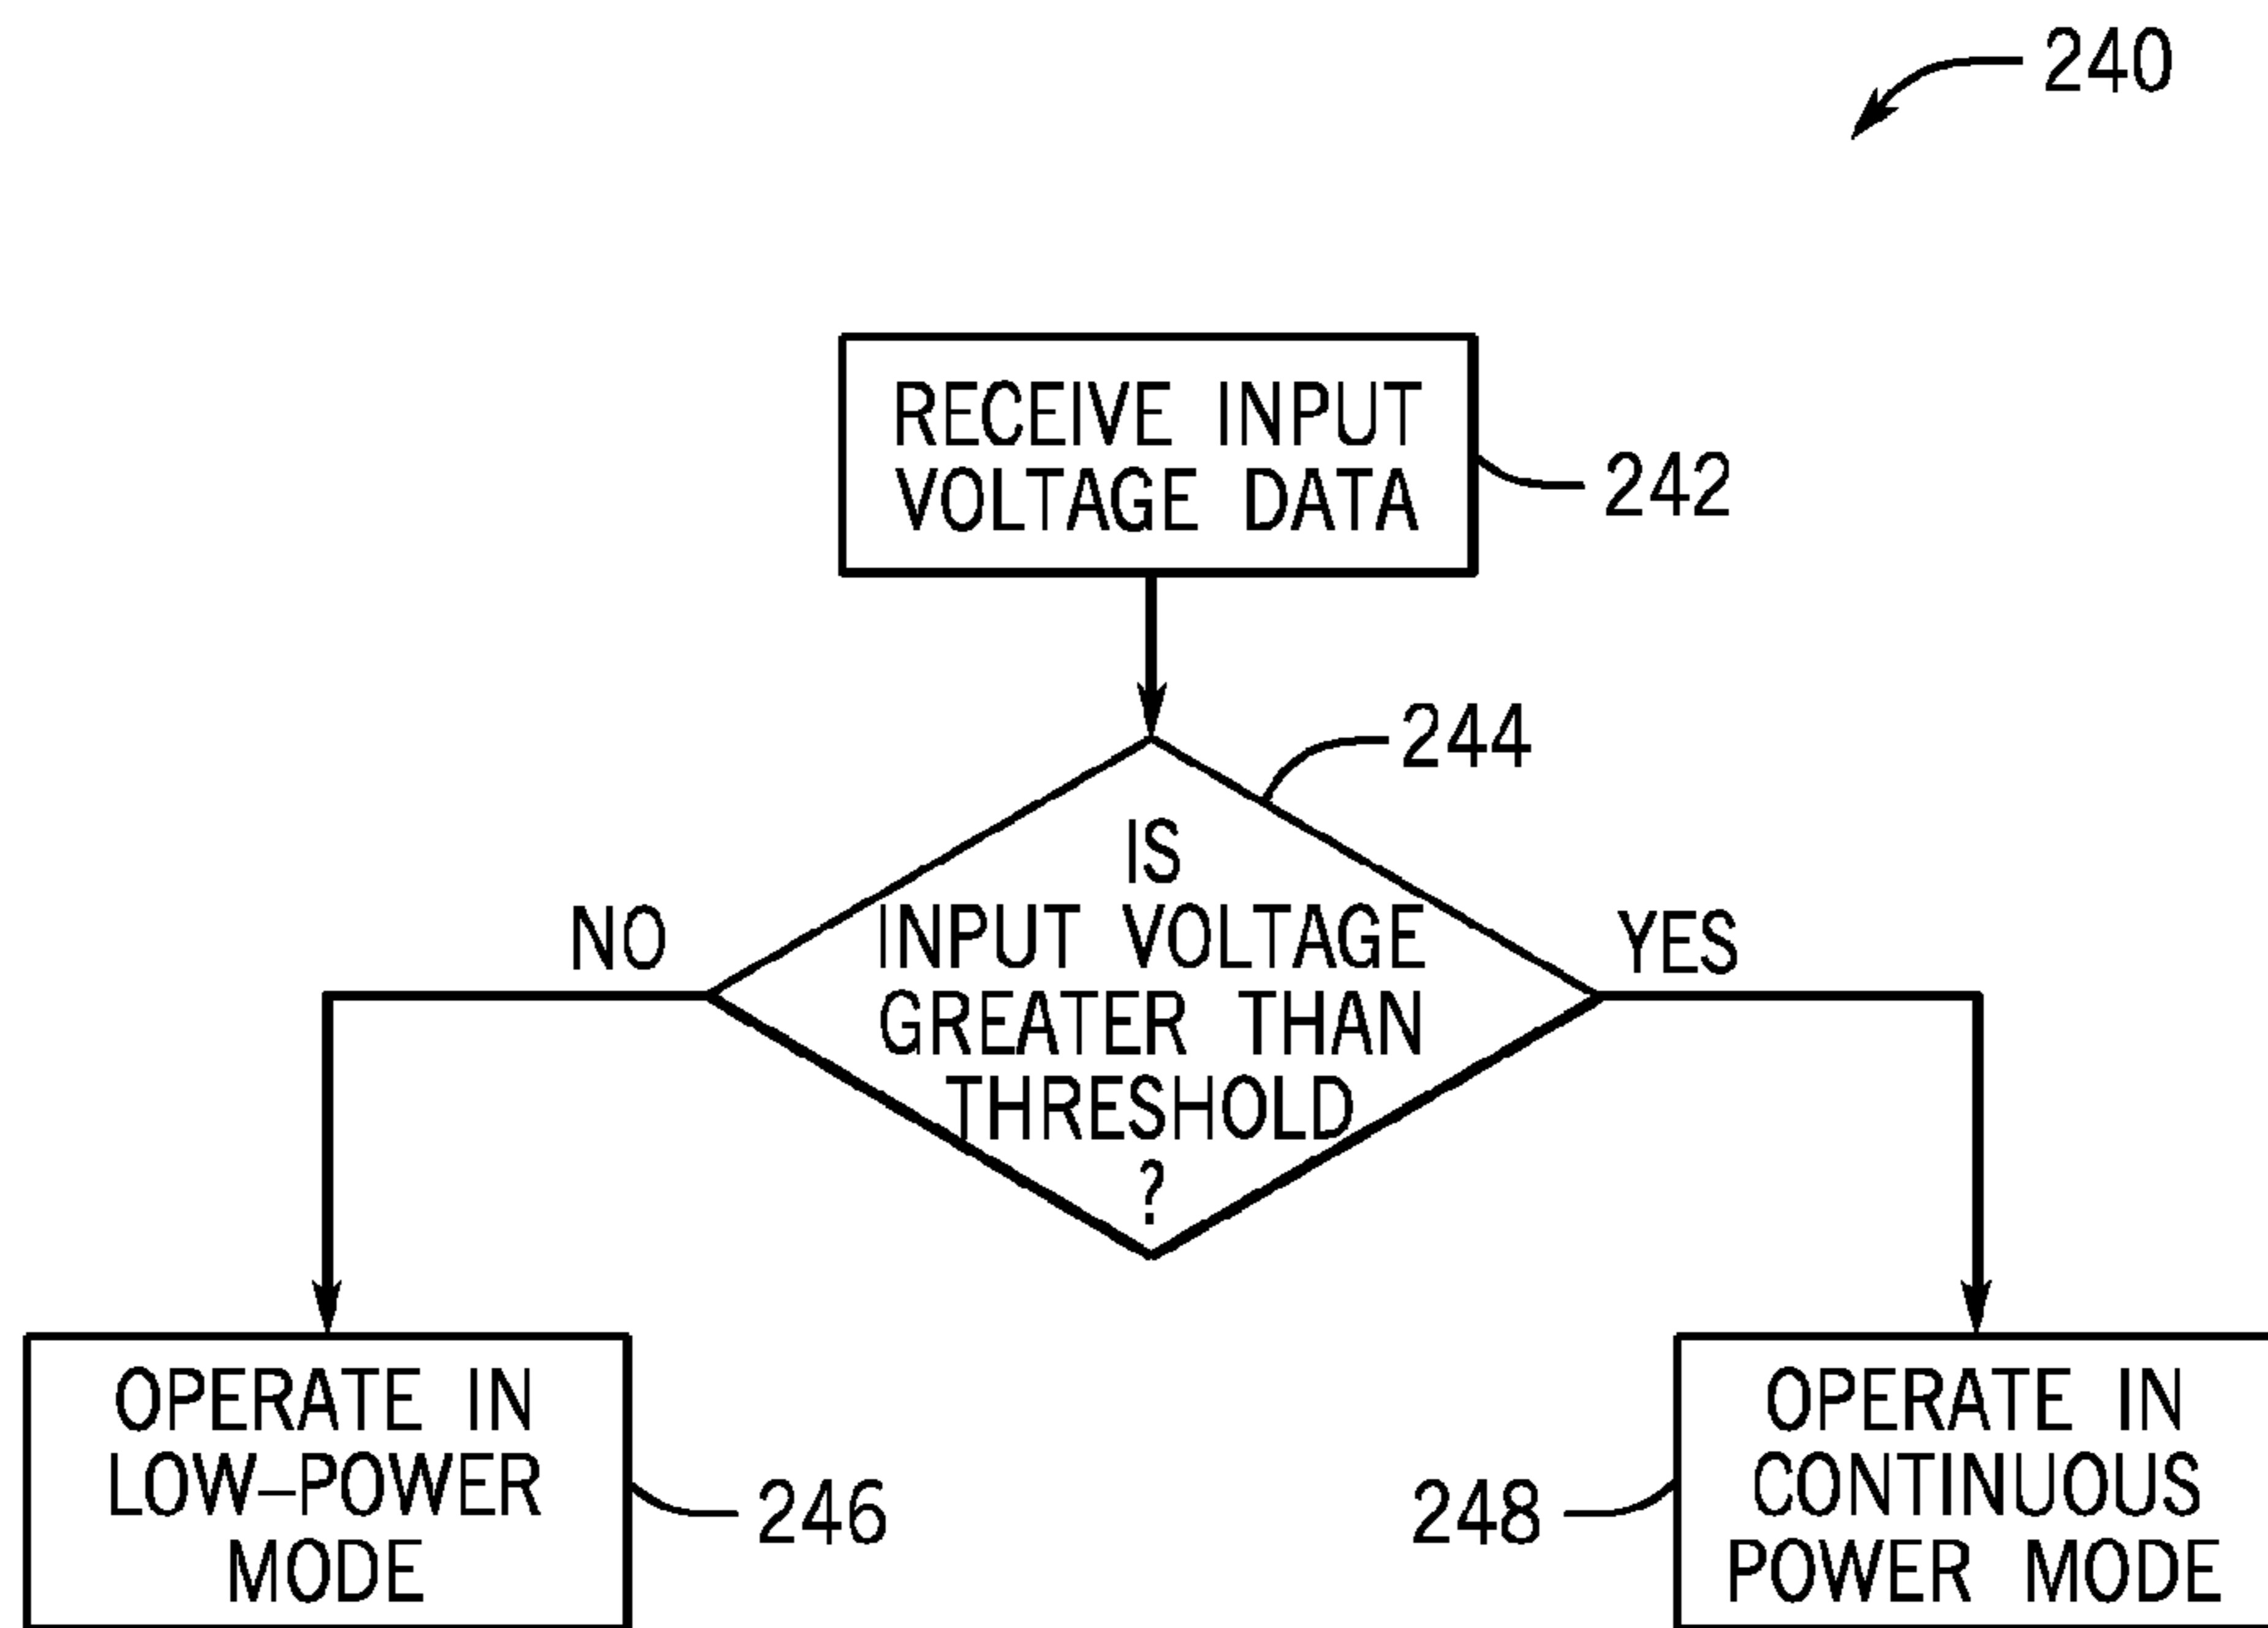 240
RECEIVE INPUT
VOLTAGE DATA
242
244
IS
INPUT VOLTAGE
GREATER THAN
THRESHOLD
?
NO
YES
OPERATE IN
LOW–POWER
MODE
246
248
OPERATE IN
CONTINUOUS
POWER MODE